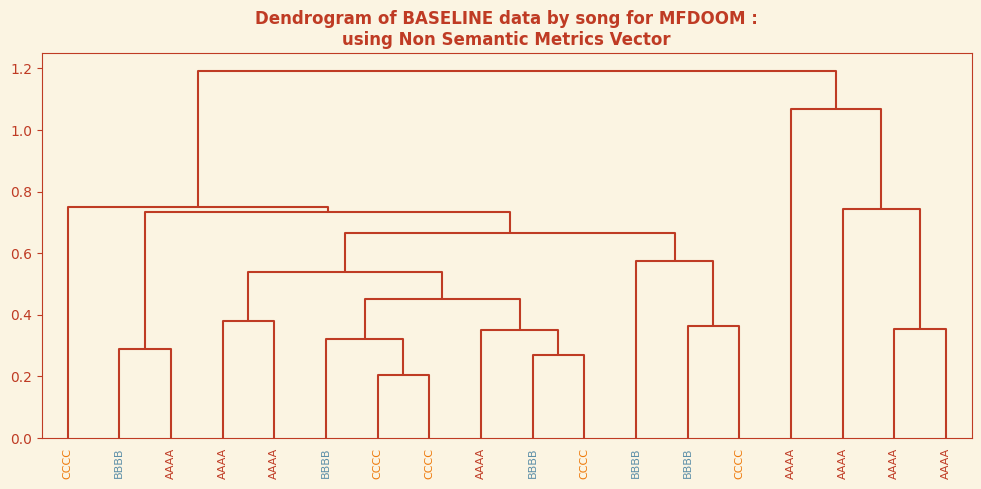 Dendrogram of BASELINE data by song for MFDOOM :
using Non Semantic Metrics Vector
1.2
1.0
0.8
0.6
0.4
0.2
0.0
CCCC
BBBB
AAAA
AAAA
AAAA
BBBB
CCCC
CCCC
AAAA
BBBB
CCCC
BBBB
BBBB
CCCC
AAAA
AAAA
AAAA
AAAA